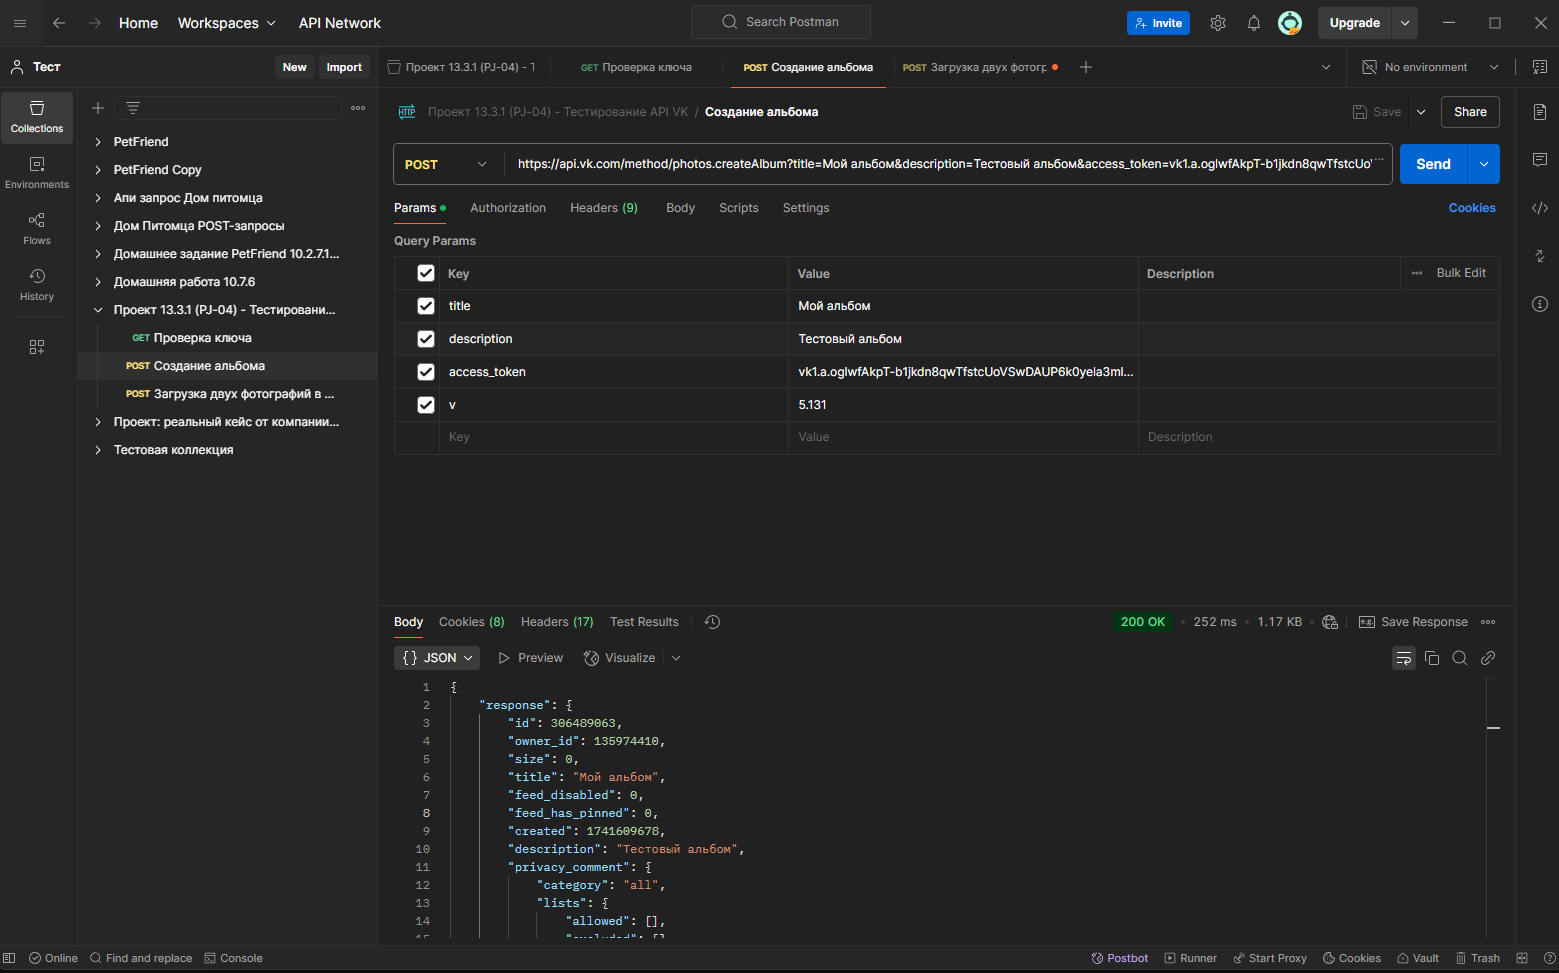 Home Workspaces API Network Search Postman Invite Upgrade
Тест New Import
Проект 13.3.1 (PJ-04) - 
GET Проверка ключа
POST Создание альбома
POST Загрузка двух фотогр
No environment
Collections
Environments
Flows
History
PetFriend
PetFriend Copy
Апи запрос Дом питомца
Дом Питомца POST-запросы
Домашнее задание PetFriend 10.2.7.1...
Домашняя работа 10.7.6
Проект 13.3.1 (PJ-04) - Тестировани...
GET Проверка ключа
POST Создание альбома
POST Загрузка двух фотографий в ...
Проект: реальный кейс от компании...
Тестовая коллекция
HTTP Проект 13.3.1 (PJ-04) - Тестирование API VK / Создание альбома Save Share
POST https://api.vk.com/method/photos.createAlbum?title=Мой альбом&description=Тестовый альбом&access_token=vk1.a.oglwfAkpT-b1jkdn8qwTfstcUo Send
Params Authorization Headers (9) Body Scripts Settings Cookies
Query Params
Key Value Description Bulk Edit
title Мой альбом
description Тестовый альбом
access_token vk1.a.oglwfAkpT-b1jkdn8qwTfstcUoVSwDAUP6k0yela3ml...
v 5.131
Key Value Description
Body Cookies (8) Headers (17) Test Results 200 OK • 252 ms • 1.17 KB • e.g. Save Response
{} JSON Preview Visualize
1 {
2 "response": {
3 "id": 306489063,
4 "owner_id": 135974410,
5 "size": 0,
6 "title": "Мой альбом",
7 "feed_disabled": 0,
8 "feed_has_pinned": 0,
9 "created": 1741609678,
10 "description": "Тестовый альбом",
11 "privacy_comment": {
12 "category": "all",
13 "lists": {
14 "allowed": [],
Online Find and replace Console Postbot Runner Start Proxy Cookies Vault Trash